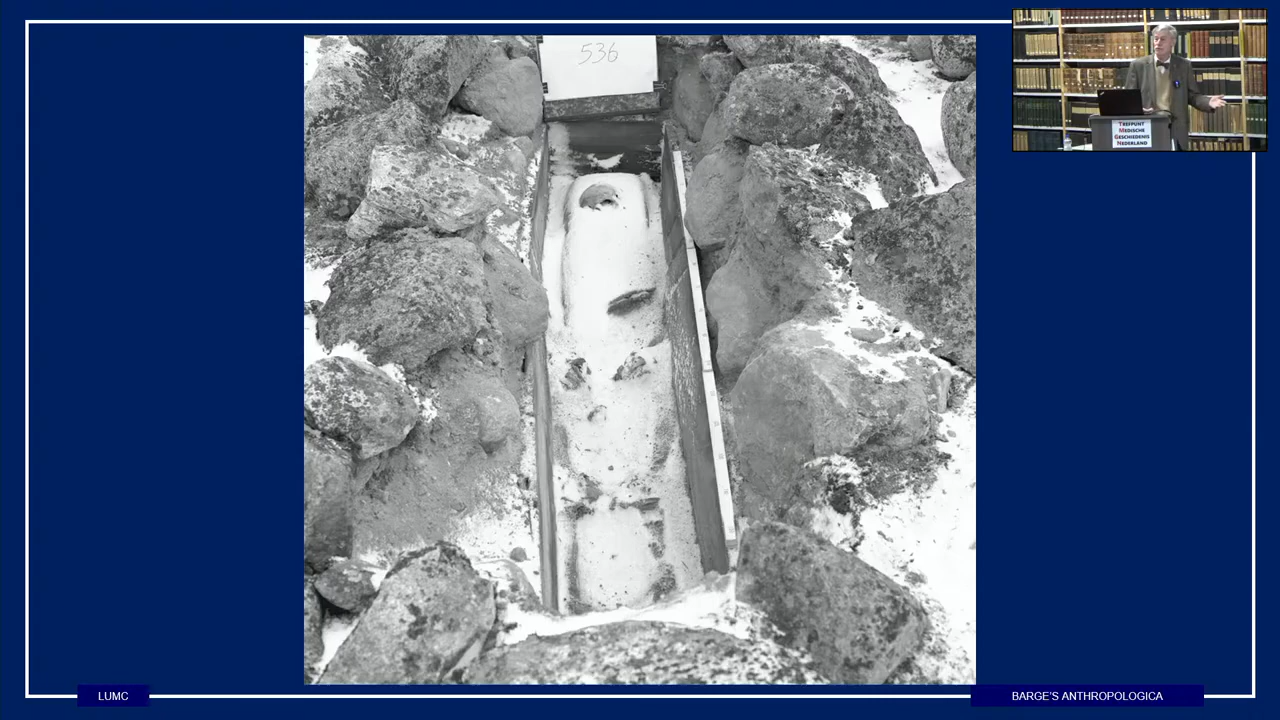 536
TREFPUNT
MEDISCHE
GESCHIEDENIS
NEDERLAND
LUMC
BARGE'S ANTHROPOLOGICA